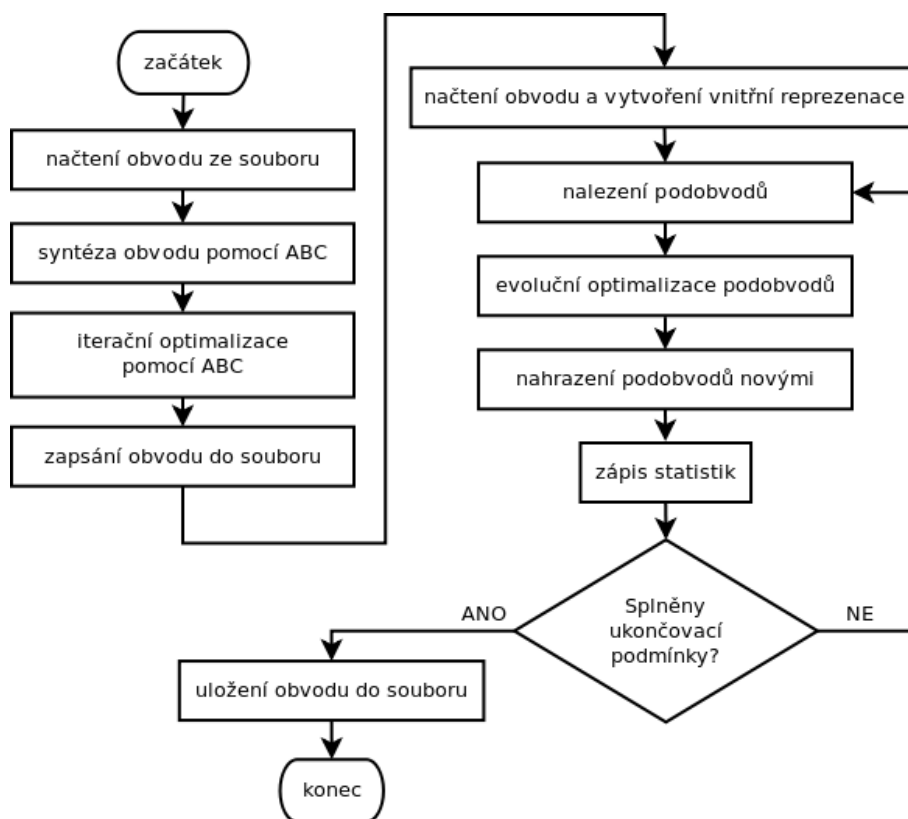 začátek
načtení obvodu ze souboru
syntéza obvodu pomocí ABC
iterační optimalizace
pomocí ABC
zapsání obvodu do souboru
načtení obvodu a vytvoření vnitřní reprezenace
nalezení podobvodů
evoluční optimalizace podobvodů
nahrazení podobvodů novými
zápis statistik
Splněny
ukončovací
podmínky?
ANO
NE
uložení obvodu do souboru
konec